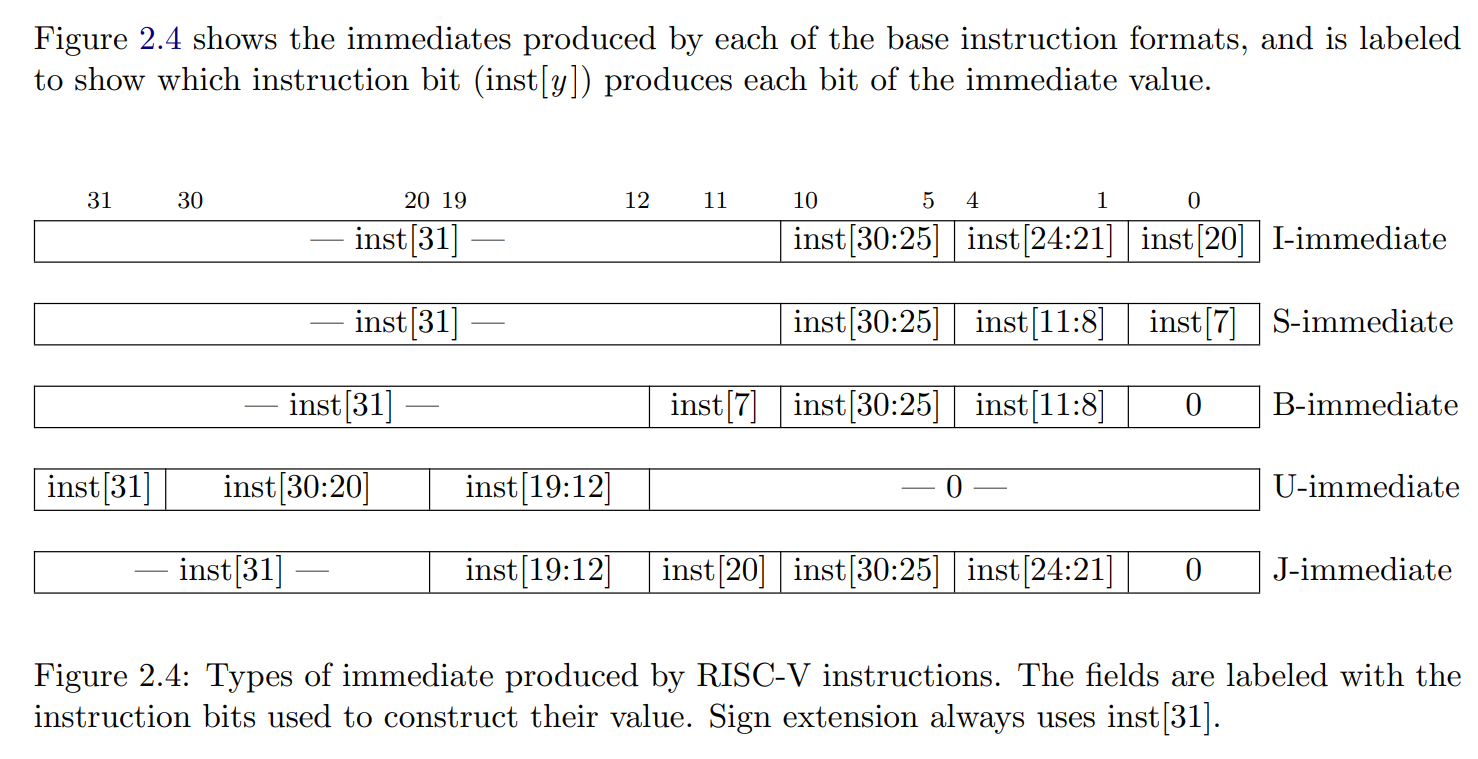 Figure 2.4 shows the immediates produced by each of the base instruction formats, and is labeled
to show which instruction bit (inst[y]) produces each bit of the immediate value.
31 30 20 19 12 11 10 5 4 1 0
— inst[31] — inst[30:25] inst[24:21] inst[20] I-immediate
— inst[31] — inst[30:25] inst[11:8] inst[7] S-immediate
— inst[31] — inst[7] inst[30:25] inst[11:8] 0 B-immediate
inst[31] inst[30:20] inst[19:12] — 0 — U-immediate
— inst[31] — inst[19:12] inst[20] inst[30:25] inst[24:21] 0 J-immediate
Figure 2.4: Types of immediate produced by RISC-V instructions. The fields are labeled with the
instruction bits used to construct their value. Sign extension always uses inst[31].